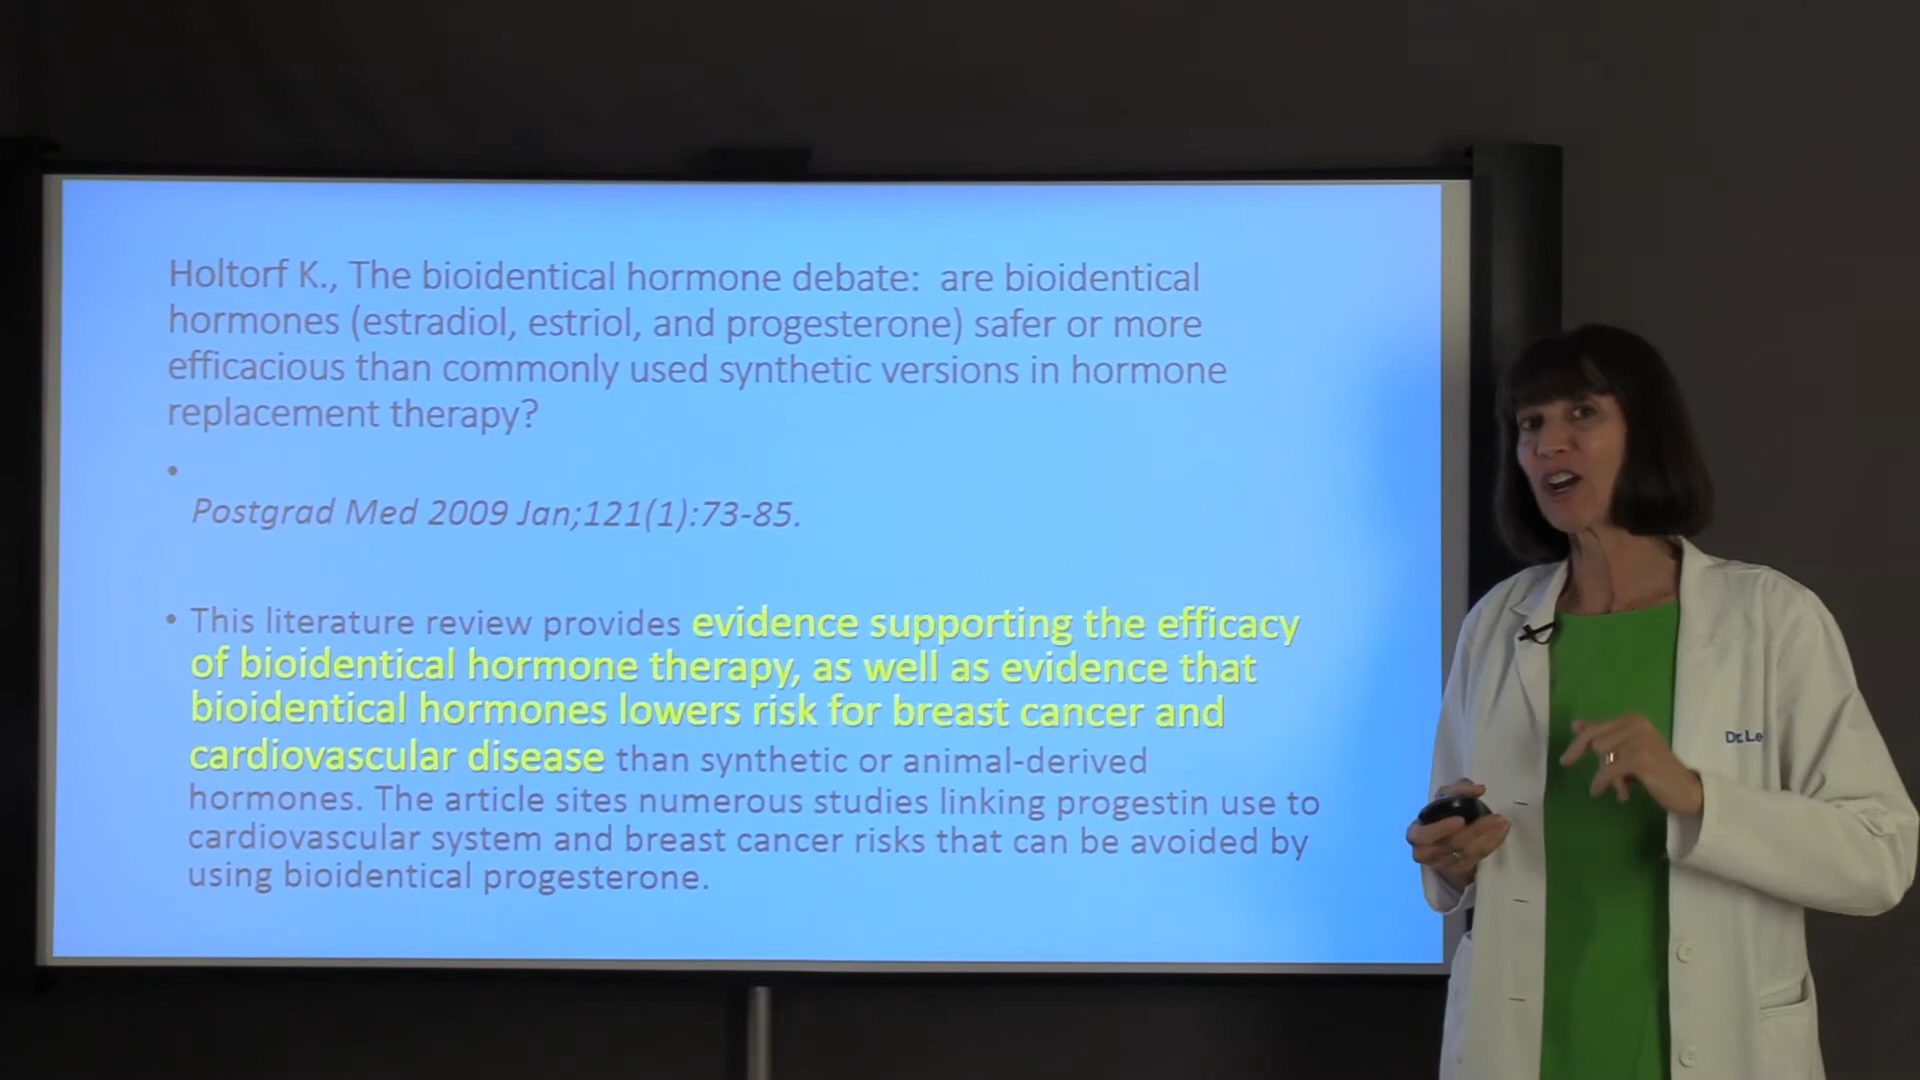 Holtorf K., The bioidentical hormone debate: are bioidentical
hormones (estradiol, estriol, and progesterone) safer or more
efficacious than commonly used synthetic versions in hormone
replacement therapy?
•
Postgrad Med 2009 Jan;121(1):73-85.
• This literature review provides evidence supporting the efficacy
of bioidentical hormone therapy, as well as evidence that
bioidentical hormones lowers risk for breast cancer and
cardiovascular disease than synthetic or animal-derived
hormones. The article sites numerous studies linking progestin use to
cardiovascular system and breast cancer risks that can be avoided by
using bioidentical progesterone.
Dr. Le